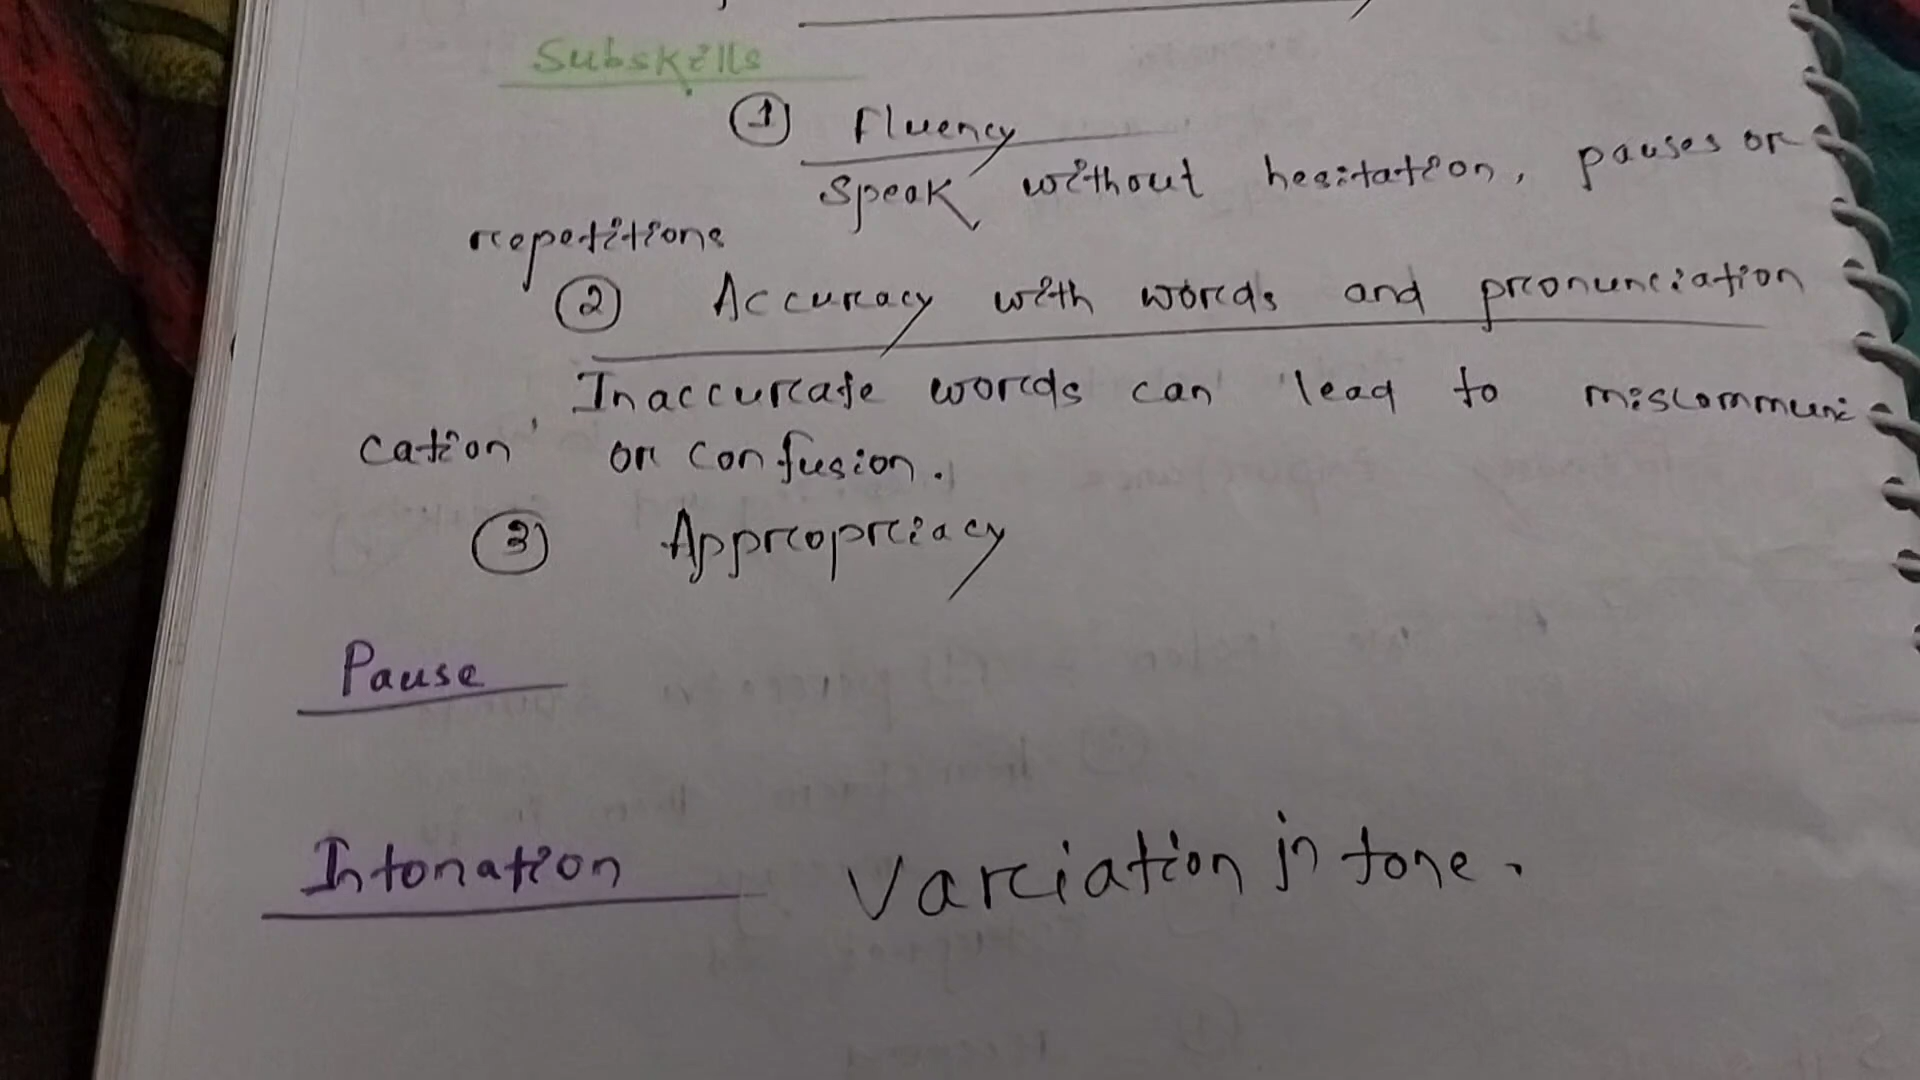 Subskills
① Fluency
Speak without hesitation, pauses or
repetitions
② Accuracy with words and pronunciation
Inaccurate words can lead to miscommuni
cation or confusion.
③ Appropriacy
Pause
Intonation Variation in tone.